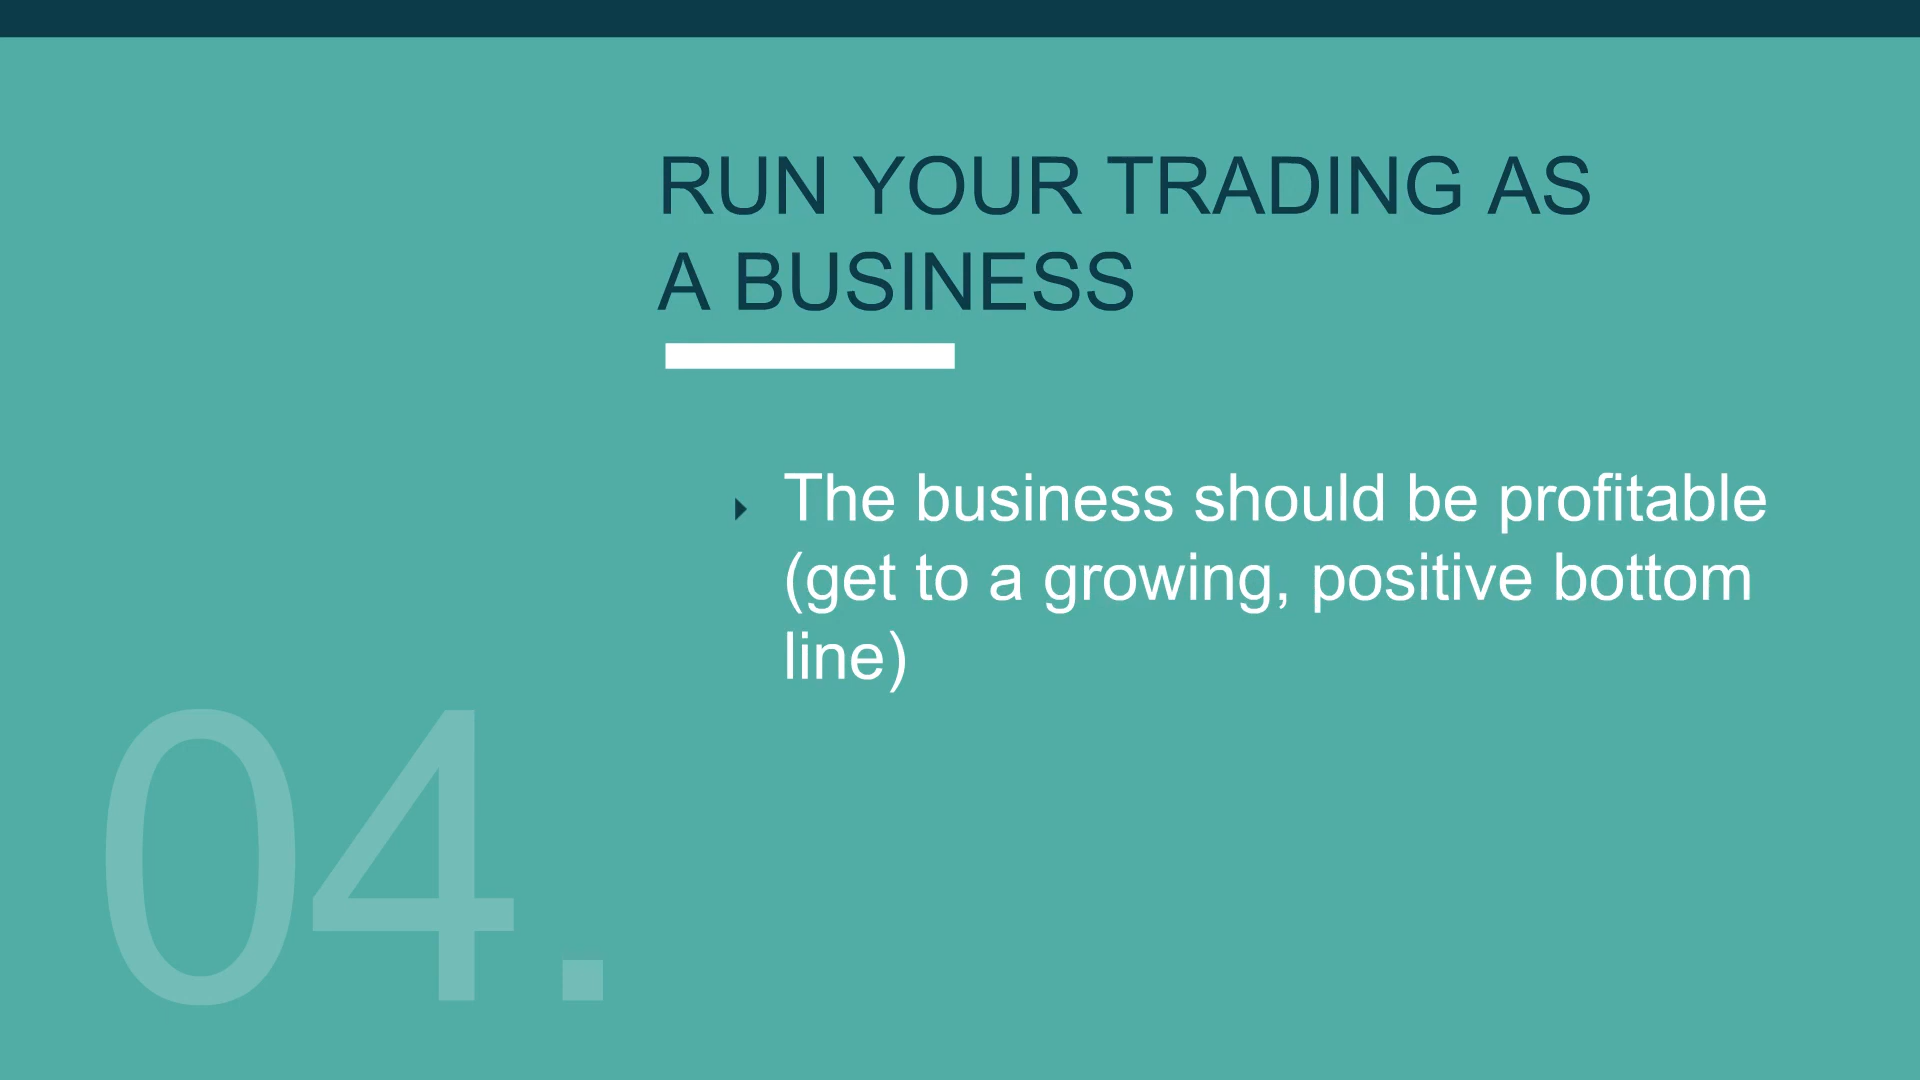 RUN YOUR TRADING AS
A BUSINESS
The business should be profitable
(get to a growing, positive bottom
line)
04.